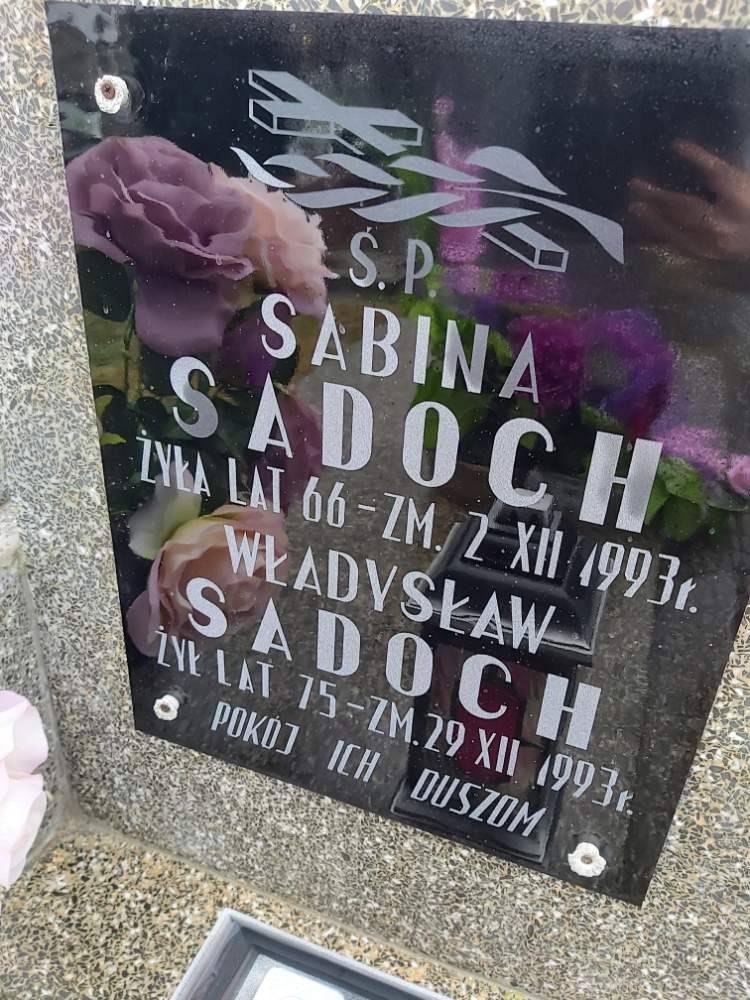 Ś.P.
SABINA
SADOCH
ŻYŁA LAT 66 – ZM. 2 XII 1993r.
WŁADYSŁAW
SADOCH
ŻYŁ LAT 75 – ZM. 29 XII 1993r.
POKÓJ ICH DUSZOM